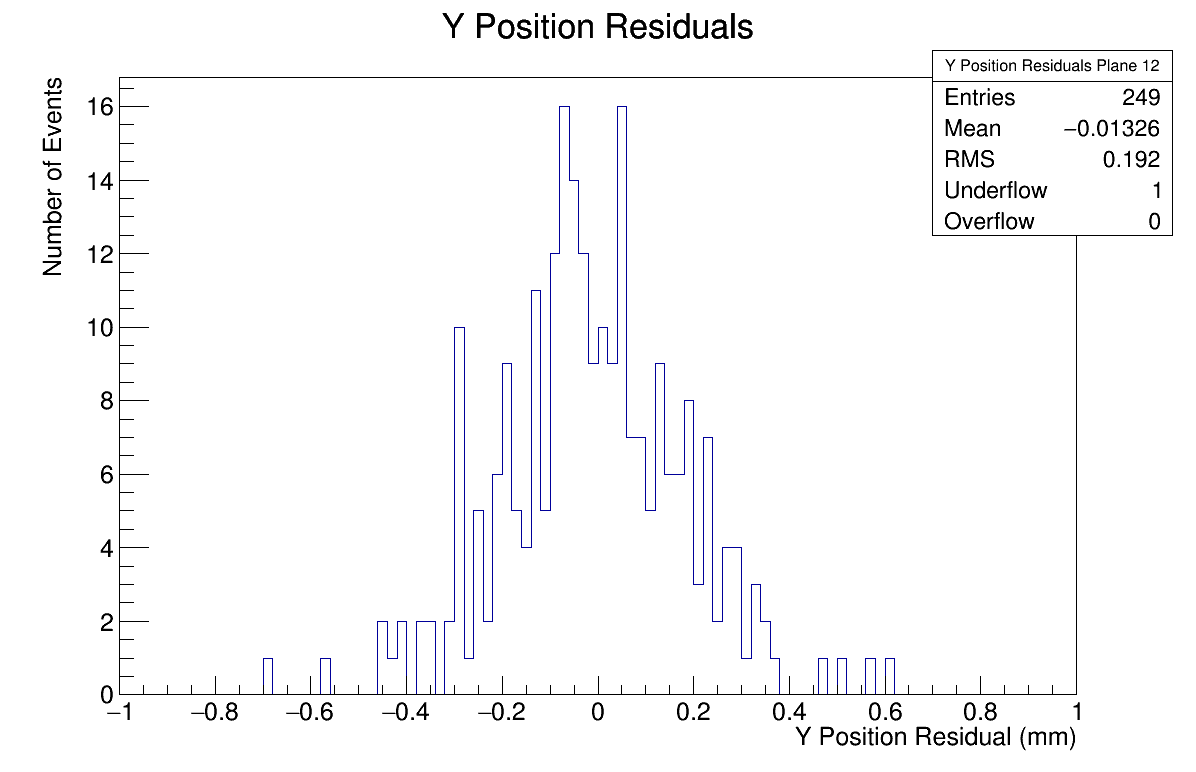 Y Position Residuals
Y Position Residuals Plane 12
Entries 249
Mean −0.01326
RMS 0.192
Underflow 1
Overflow 0
Number of Events
16
14
12
10
8
6
4
2
0
−1 −0.8 −0.6 −0.4 −0.2 0 0.2 0.4 0.6 0.8 1
Y Position Residual (mm)